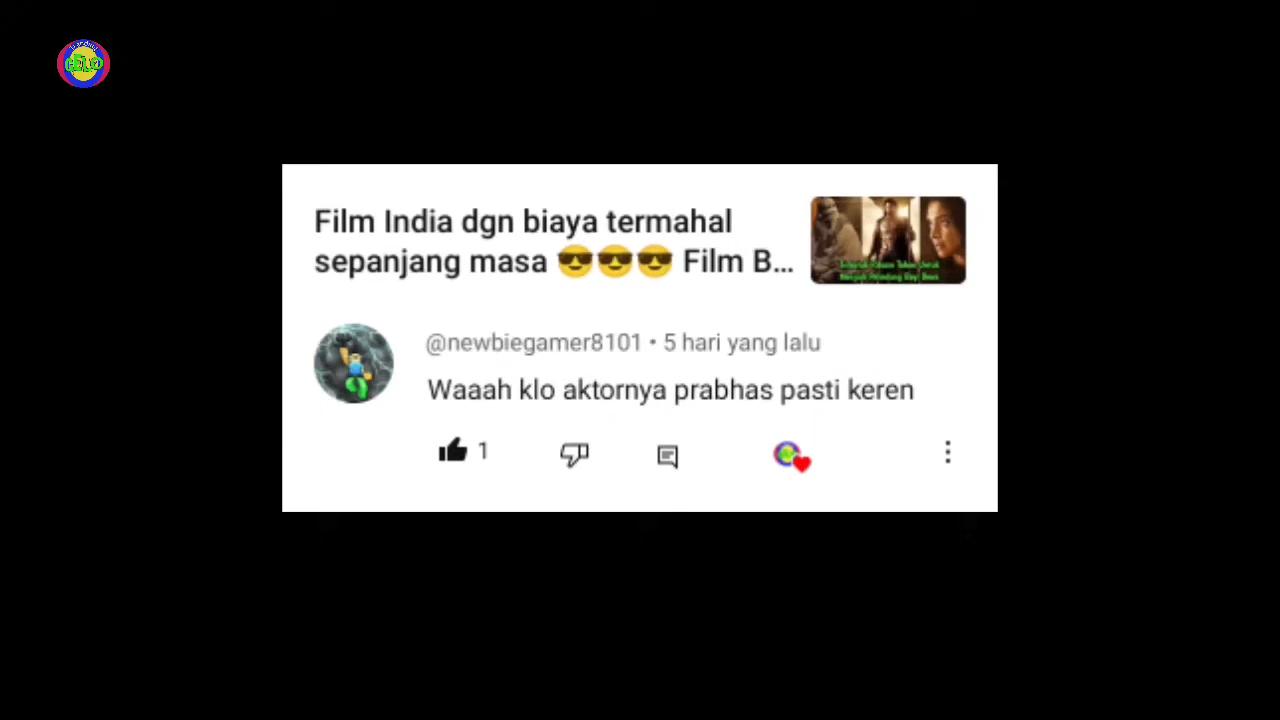 GELO
Film India dgn biaya termahal
sepanjang masa 😎😎😎 Film B...
@newbiegamer8101 • 5 hari yang lalu
Waaah klo aktornya prabhas pasti keren
1